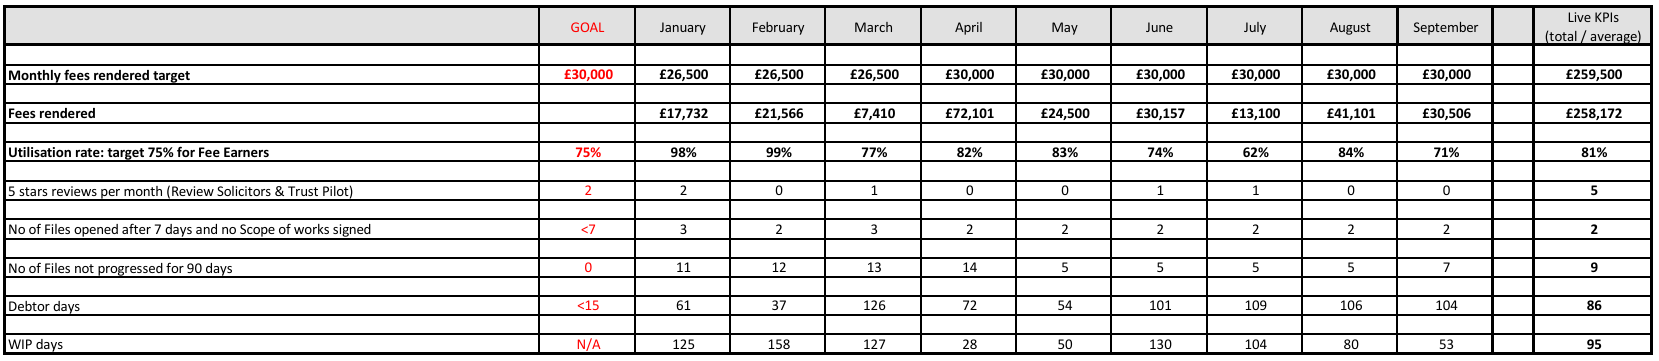 GOAL January February March April May June July August September Live KPIs
(total / average)
Monthly fees rendered target £30,000 £26,500 £26,500 £26,500 £30,000 £30,000 £30,000 £30,000 £30,000 £30,000 £259,500
Fees rendered £17,732 £21,566 £7,410 £72,101 £24,500 £30,157 £13,100 £41,101 £30,506 £258,172
Utilisation rate: target 75% for Fee Earners 75% 98% 99% 77% 82% 83% 74% 62% 84% 71% 81%
5 stars reviews per month (Review Solicitors & Trust Pilot) 2 2 0 1 0 0 1 1 0 0 5
No of Files opened after 7 days and no Scope of works signed <7 3 2 3 2 2 2 2 2 2 2
No of Files not progressed for 90 days 0 11 12 13 14 5 5 5 5 7 9
Debtor days <15 61 37 126 72 54 101 109 106 104 86
WIP days N/A 125 158 127 28 50 130 104 80 53 95